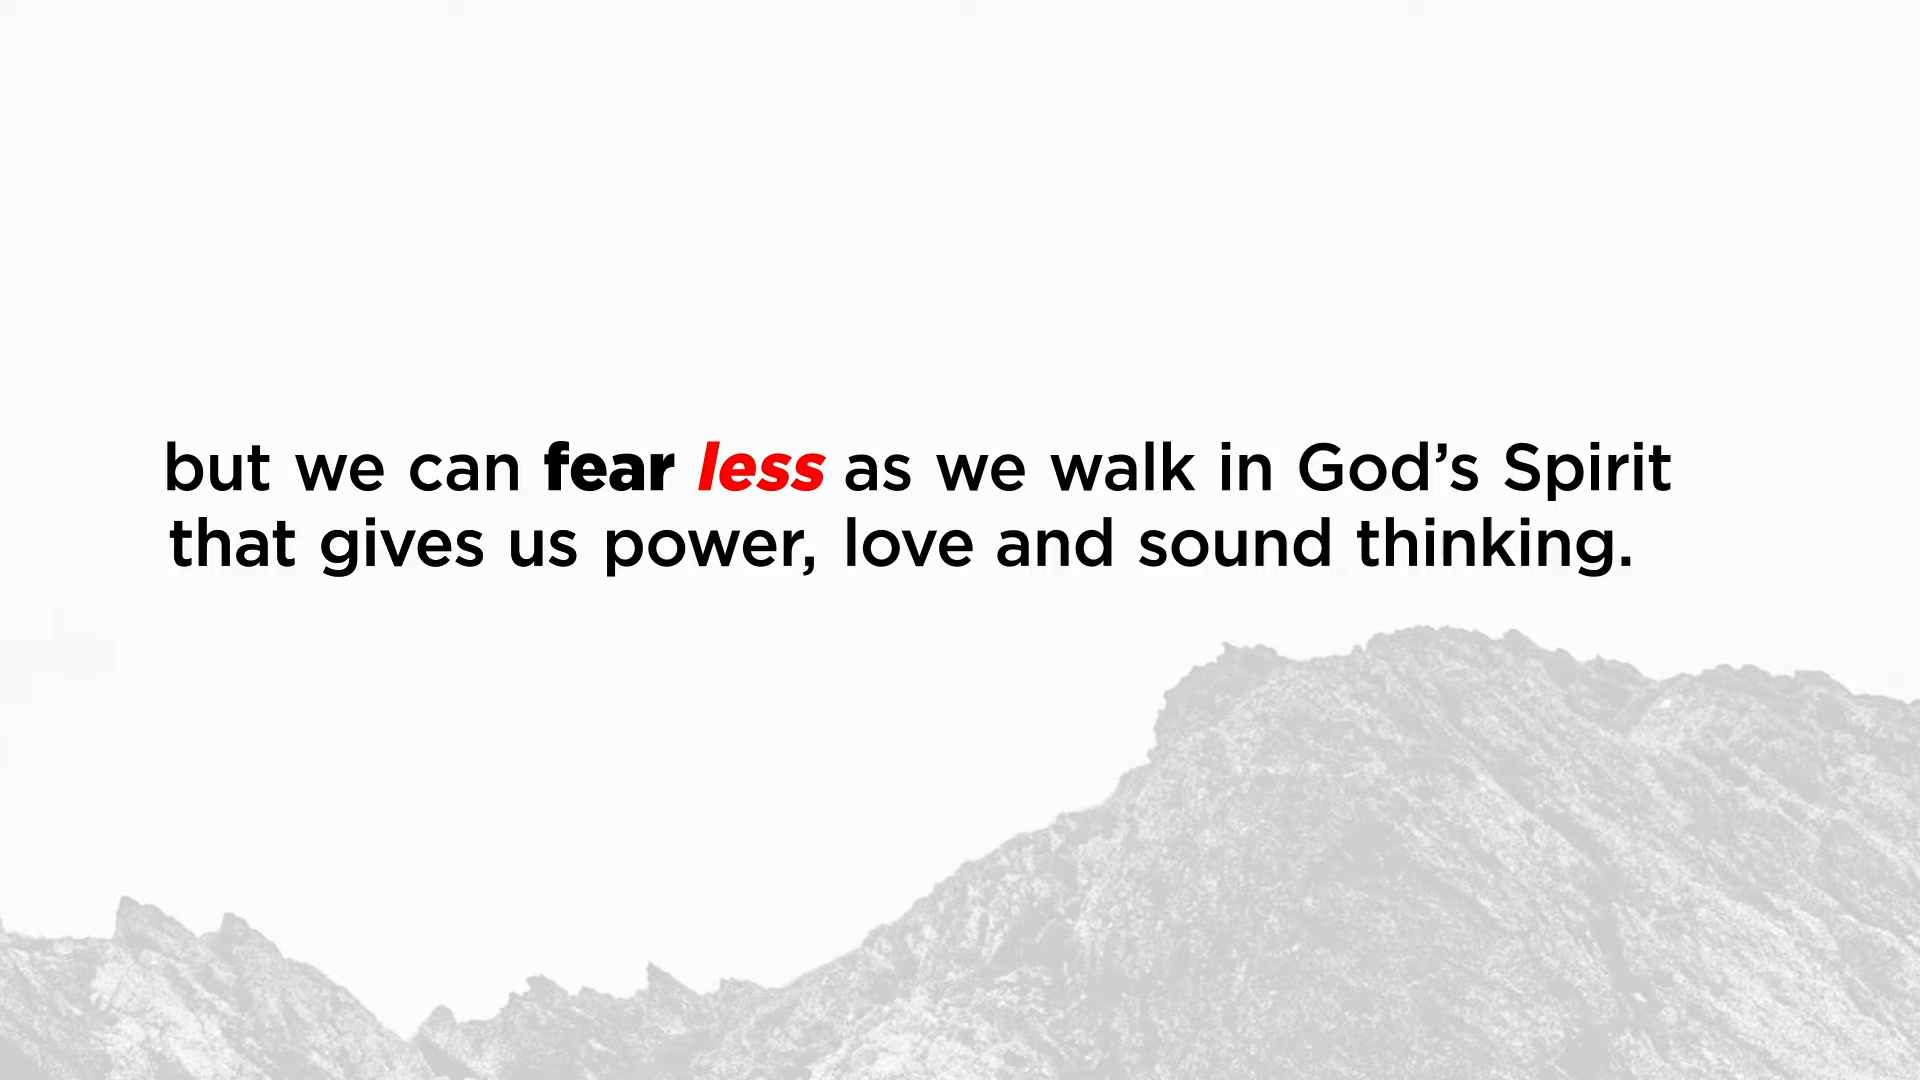 but we can fear less as we walk in God’s Spirit
that gives us power, love and sound thinking.